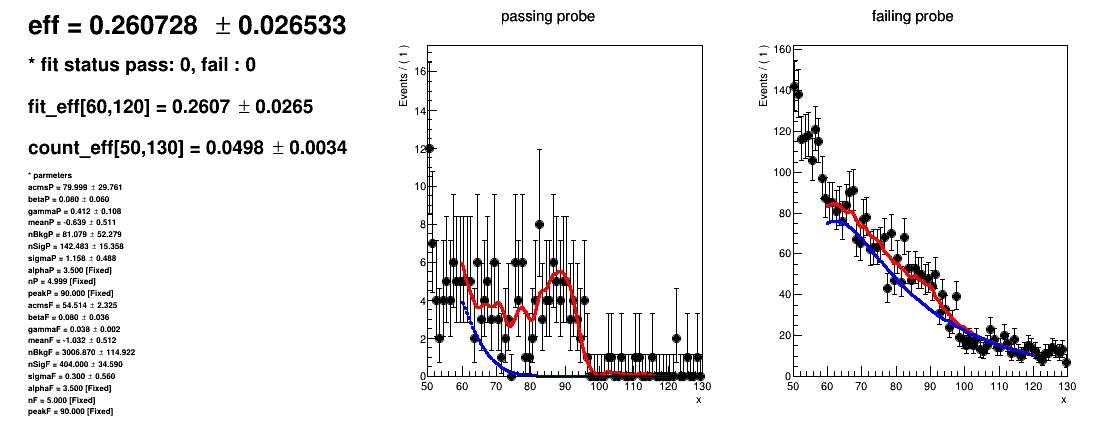 eff = 0.260728 ± 0.026533
* fit status pass: 0, fail : 0
fit_eff[60,120] = 0.2607 ± 0.0265
count_eff[50,130] = 0.0498 ± 0.0034
* parmeters
acmsP = 79.999 ± 29.761
betaP = 0.080 ± 0.060
gammaP = 0.412 ± 0.108
meanP = -0.639 ± 0.511
nBkgP = 81.079 ± 52.279
nSigP = 142.483 ± 15.358
sigmaP = 1.158 ± 0.488
alphaP = 3.500 [Fixed]
nP = 4.999 [Fixed]
peakP = 90.000 [Fixed]
acmsF = 54.514 ± 2.325
betaF = 0.080 ± 0.036
gammaF = 0.038 ± 0.002
meanF = -1.032 ± 0.512
nBkgF = 3006.870 ± 114.922
nSigF = 404.000 ± 34.590
sigmaF = 0.300 ± 0.560
alphaF = 3.500 [Fixed]
nF = 5.000 [Fixed]
peakF = 90.000 [Fixed]
passing probe
Events / ( 1 )
16
14
12
10
8
6
4
2
0
50 60 70 80 90 100 110 120 130
x
failing probe
Events / ( 1 )
160
140
120
100
80
60
40
20
0
50 60 70 80 90 100 110 120 130
x